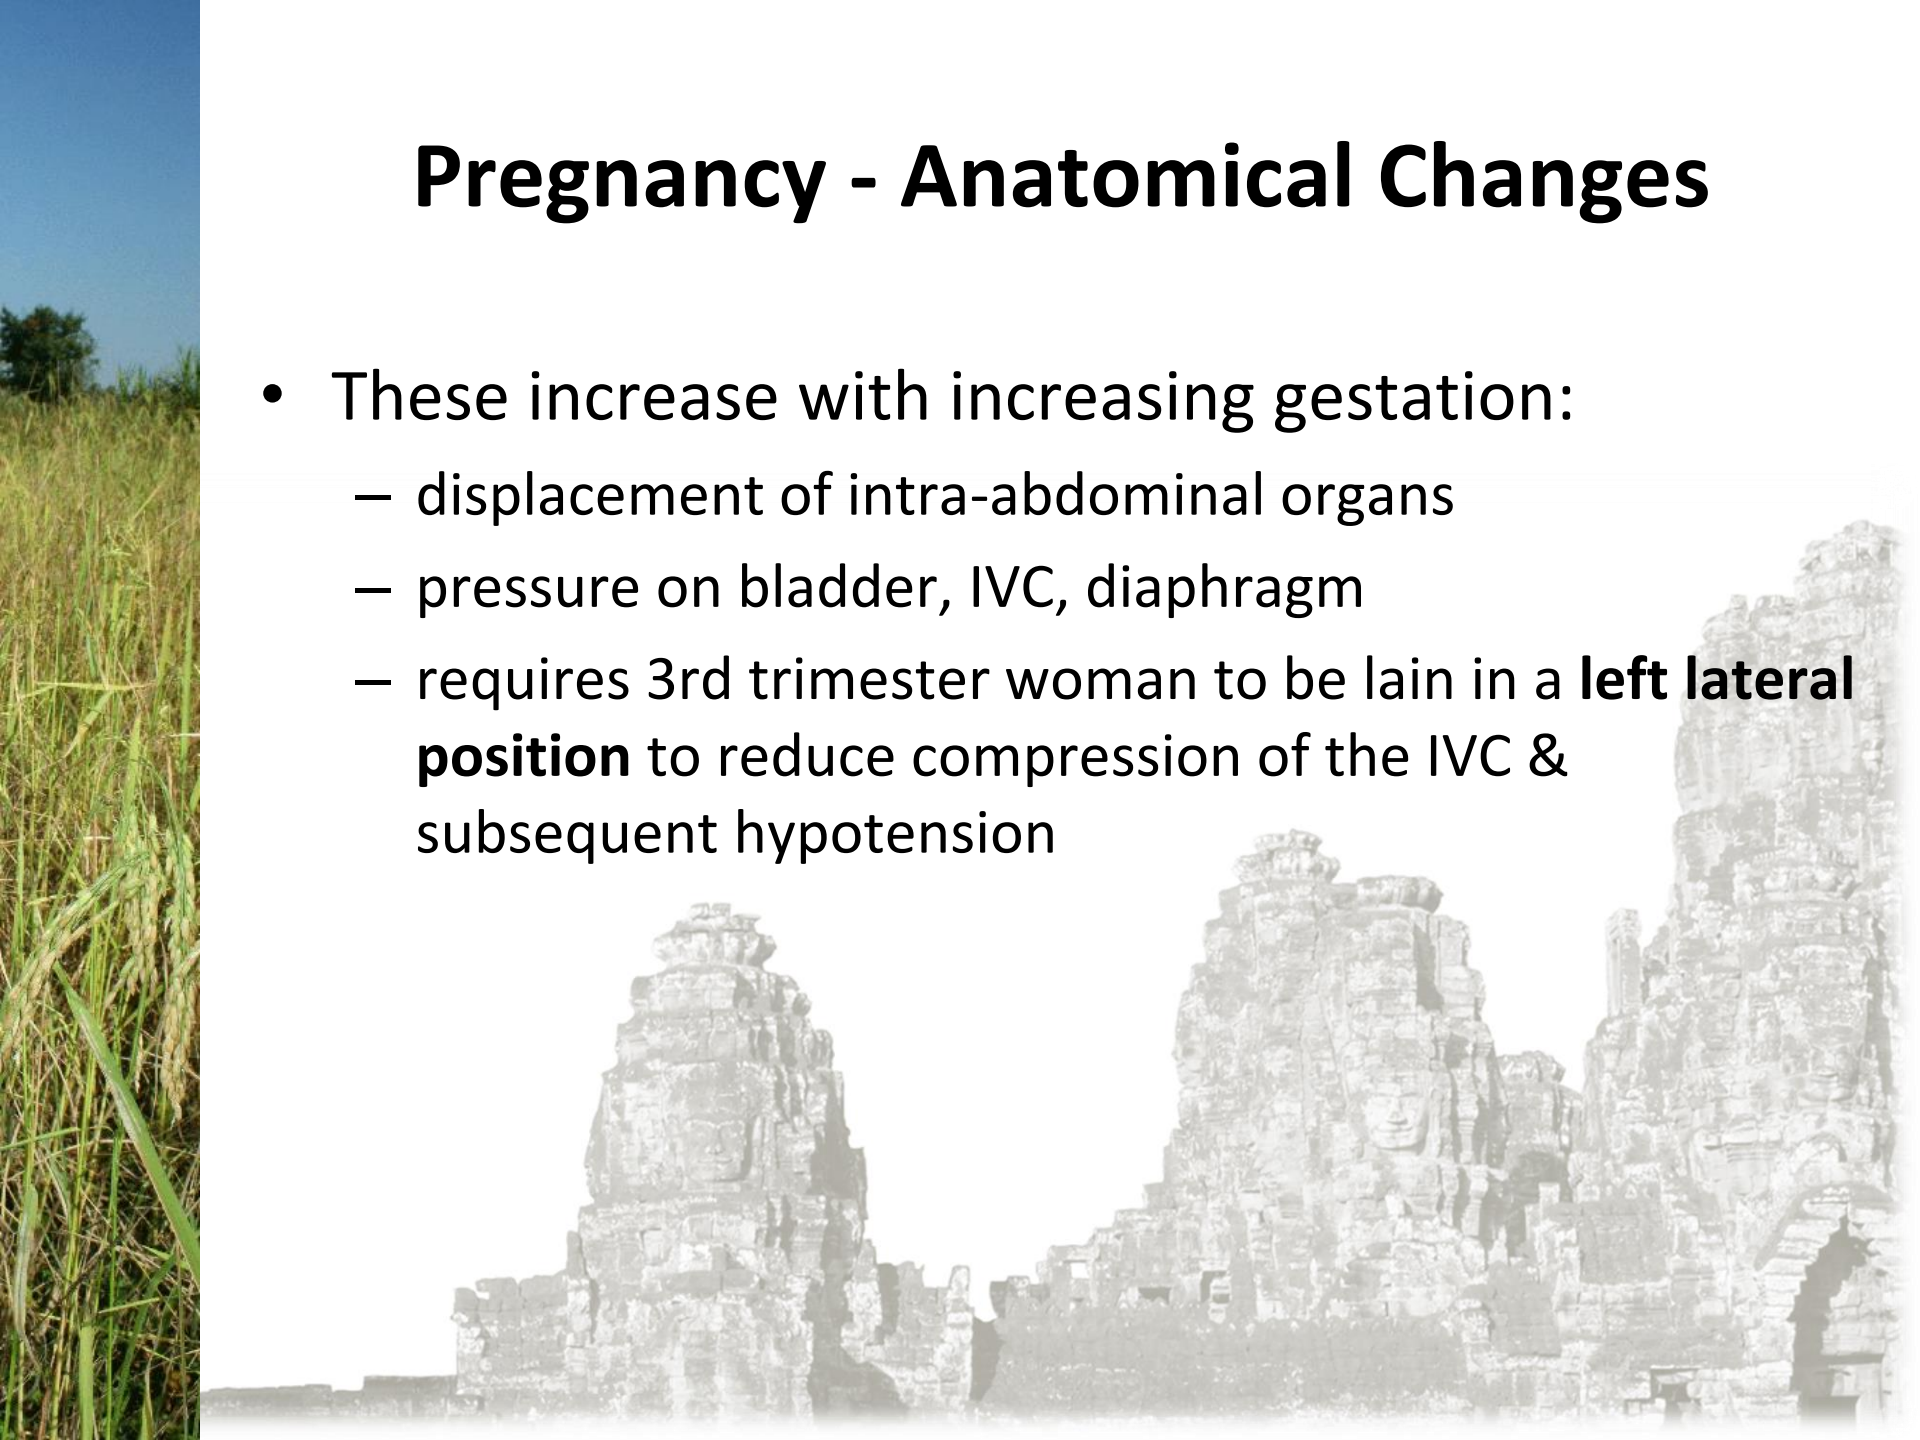 Pregnancy - Anatomical Changes
• These increase with increasing gestation:
– displacement of intra-abdominal organs
– pressure on bladder, IVC, diaphragm
– requires 3rd trimester woman to be lain in a left lateral
position to reduce compression of the IVC &
subsequent hypotension